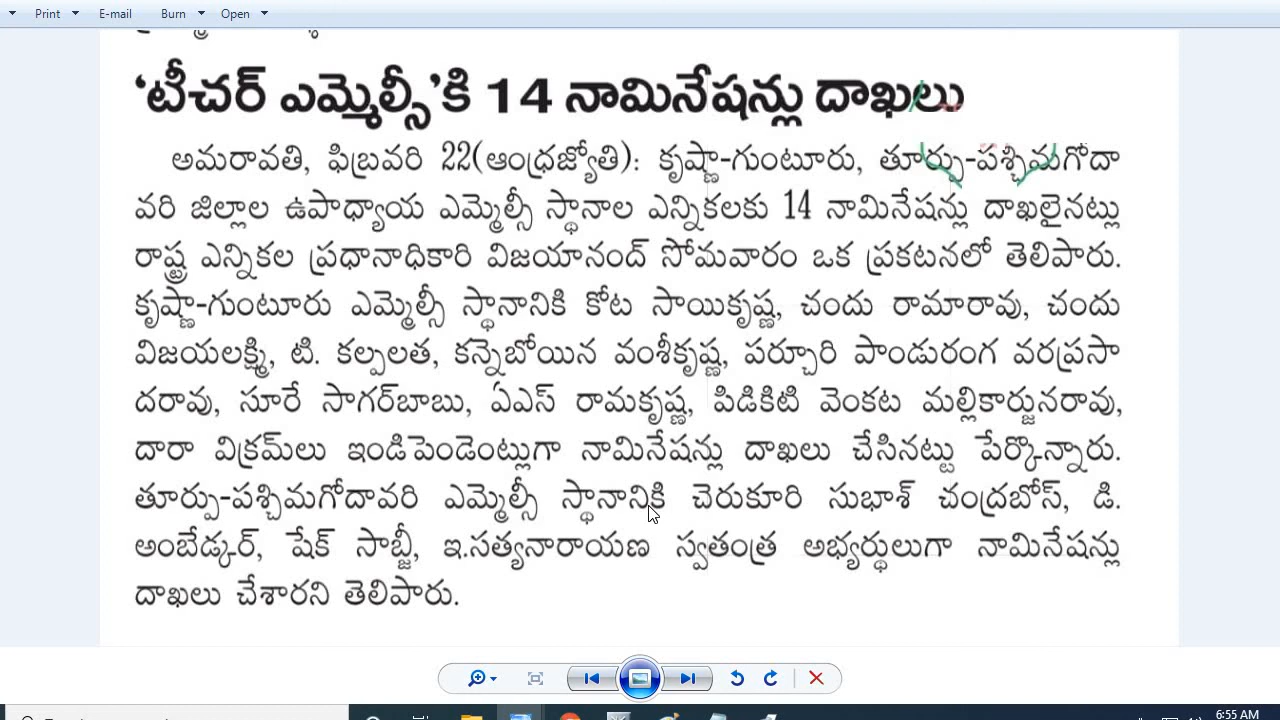 Print E-mail Burn Open
‘టీచర్ ఎమ్మెల్సీ’కి 14 నామినేషన్లు దాఖలు
అమరావతి, ఫిబ్రవరి 22(ఆంధ్రజ్యోతి): కృష్ణా-గుంటూరు, తూర్పు-పశ్చిమగోదా
వరి జిల్లాల ఉపాధ్యాయ ఎమ్మెల్సీ స్థానాల ఎన్నికలకు 14 నామినేషన్లు దాఖలైనట్లు
రాష్ట్ర ఎన్నికల ప్రధానాధికారి విజయానంద్ సోమవారం ఒక ప్రకటనలో తెలిపారు.
కృష్ణా-గుంటూరు ఎమ్మెల్సీ స్థానానికి కోట సాయికృష్ణ, చందు రామారావు, చందు
విజయలక్ష్మి, టి. కల్పలత, కన్నెబోయిన వంశీకృష్ణ, పర్చూరి పాండురంగ వరప్రసా
దరావు, సూరే సాగర్‌బాబు, ఏఎస్ రామకృష్ణ, పిడికిటి వెంకట మల్లికార్జునరావు,
దారా విక్రమ్‌లు ఇండిపెండెంట్లుగా నామినేషన్లు దాఖలు చేసినట్టు పేర్కొన్నారు.
తూర్పు-పశ్చిమగోదావరి ఎమ్మెల్సీ స్థానానికి చెరుకూరి సుభాశ్ చంద్రబోస్, డి.
అంబేడ్కర్, షేక్ సాబ్జీ, ఇ.సత్యనారాయణ స్వతంత్ర అభ్యర్థులుగా నామినేషన్లు
దాఖలు చేశారని తెలిపారు.
6:55 AM